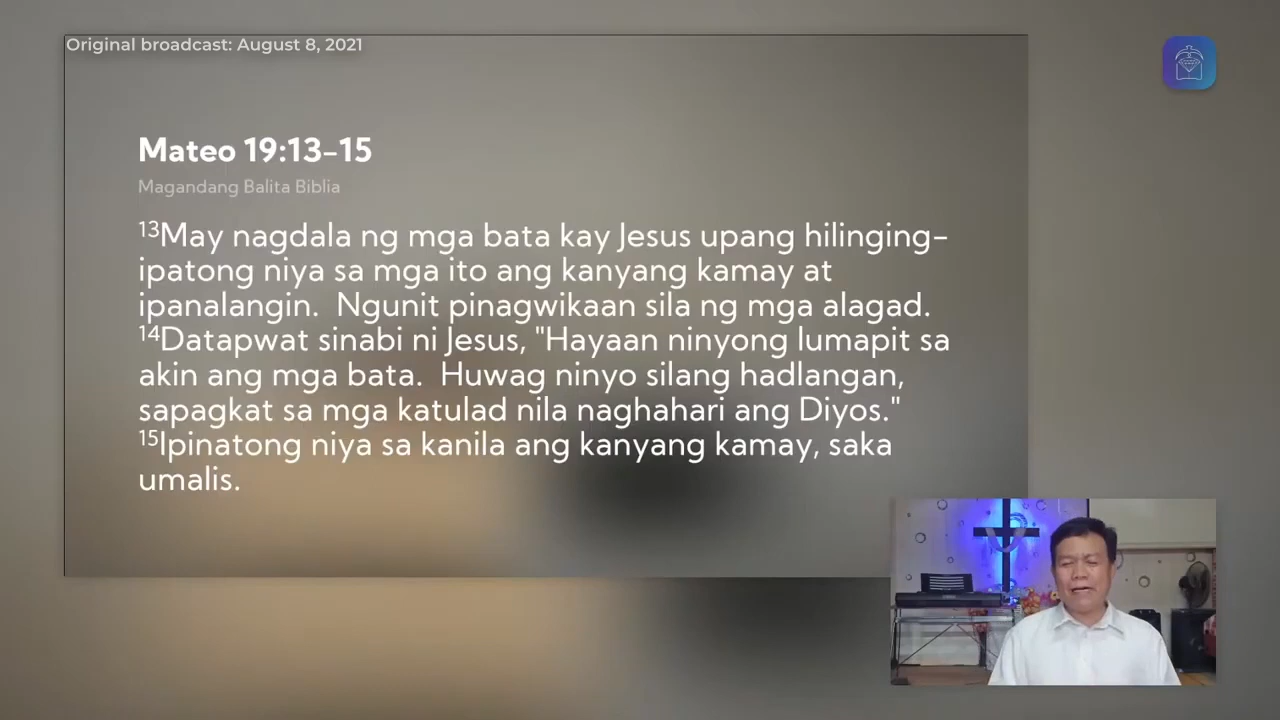 Original broadcast: August 8, 2021
Mateo 19:13-15
Magandang Balita Biblia
13May nagdala ng mga bata kay Jesus upang hilinging-
ipatong niya sa mga ito ang kanyang kamay at
ipanalangin.  Ngunit pinagwikaan sila ng mga alagad.
14Datapwat sinabi ni Jesus, "Hayaan ninyong lumapit sa
akin ang mga bata.  Huwag ninyo silang hadlangan,
sapagkat sa mga katulad nila naghahari ang Diyos."
15Ipinatong niya sa kanila ang kanyang kamay, saka
umalis.